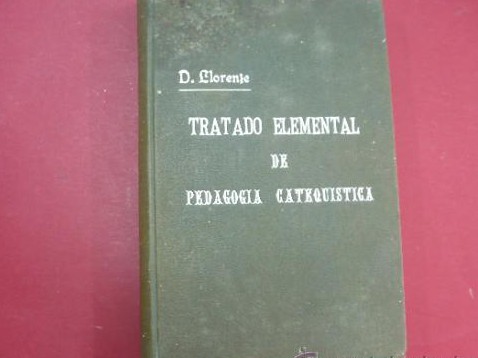 D. Llorente
TRATADO ELEMENTAL
DE
PEDAGOGIA CATEQUISTICA